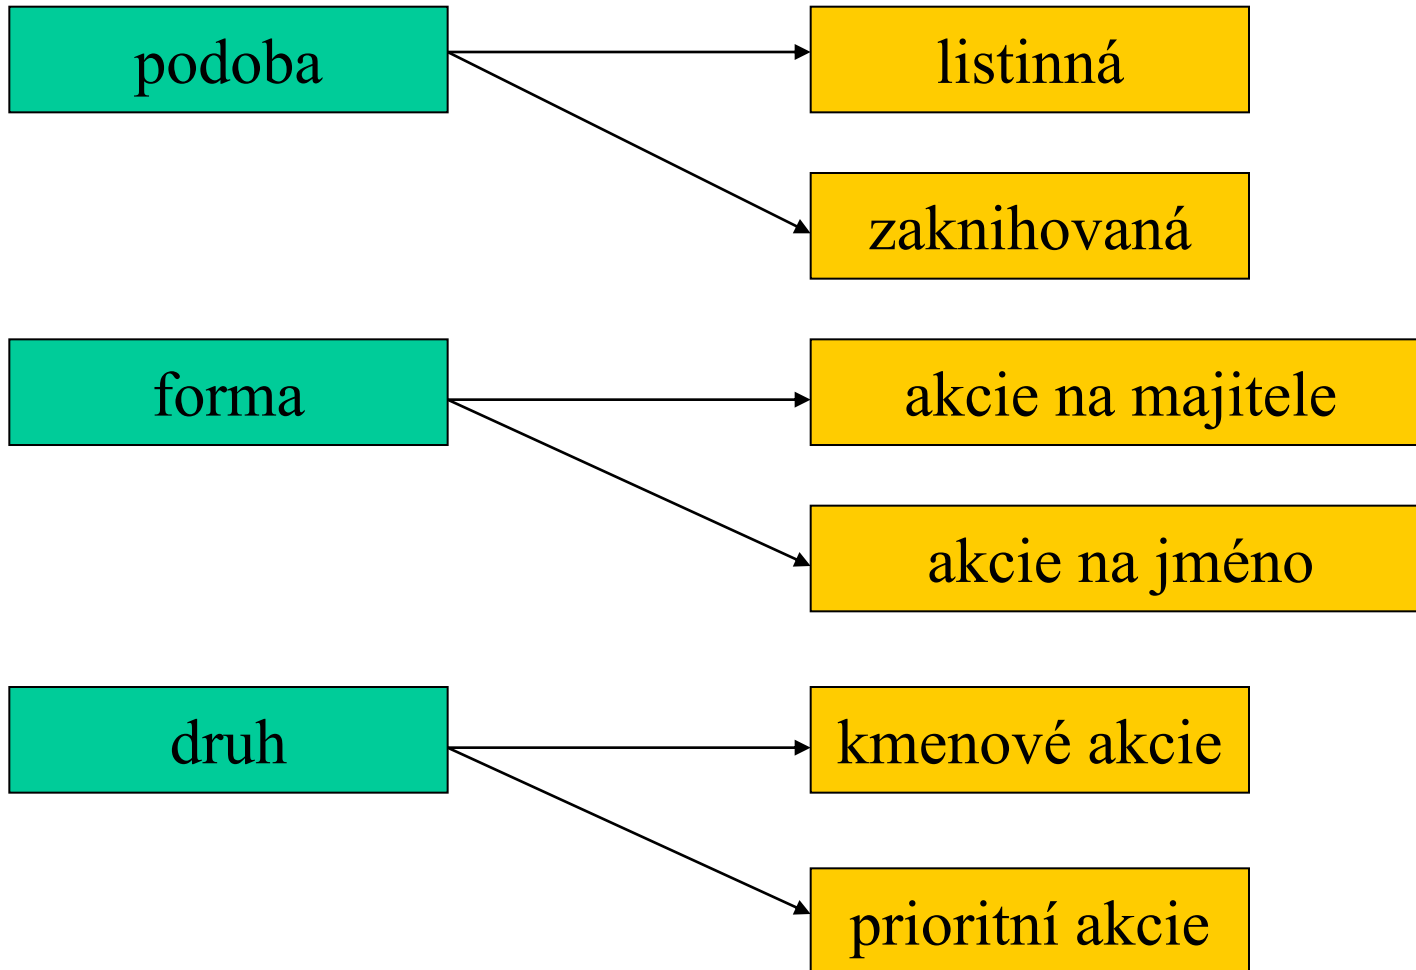 podoba
listinná
zaknihovaná
forma
akcie na majitele
akcie na jméno
druh
kmenové akcie
prioritní akcie